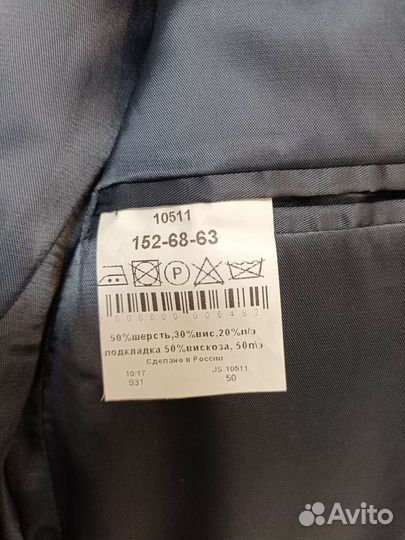 10511
152-68-63
P
000000 006482
50%шерсть,30%вис,20%п/э
подкладка 50%вискоза, 50п\э
Сделано в России
10/17 JS 10511
931 50
Avito